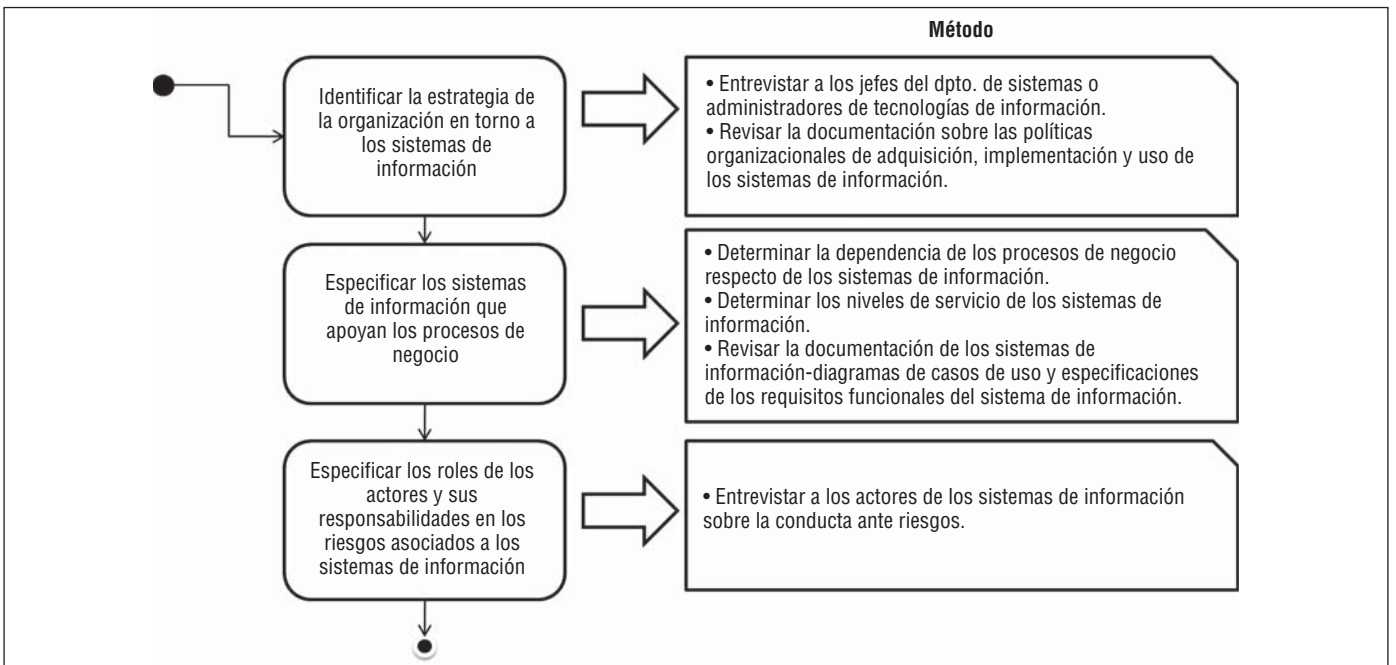 Método
Identificar la estrategia de
la organización en torno a
los sistemas de
información
• Entrevistar a los jefes del dpto. de sistemas o
administradores de tecnologías de información.
• Revisar la documentación sobre las políticas
organizacionales de adquisición, implementación y uso de
los sistemas de información.
Especificar los sistemas
de información que
apoyan los procesos de
negocio
• Determinar la dependencia de los procesos de negocio
respecto de los sistemas de información.
• Determinar los niveles de servicio de los sistemas de
información.
• Revisar la documentación de los sistemas de
información-diagramas de casos de uso y especificaciones
de los requisitos funcionales del sistema de información.
Especificar los roles de los
actores y sus
responsabilidades en los
riesgos asociados a los
sistemas de información
• Entrevistar a los actores de los sistemas de información
sobre la conducta ante riesgos.